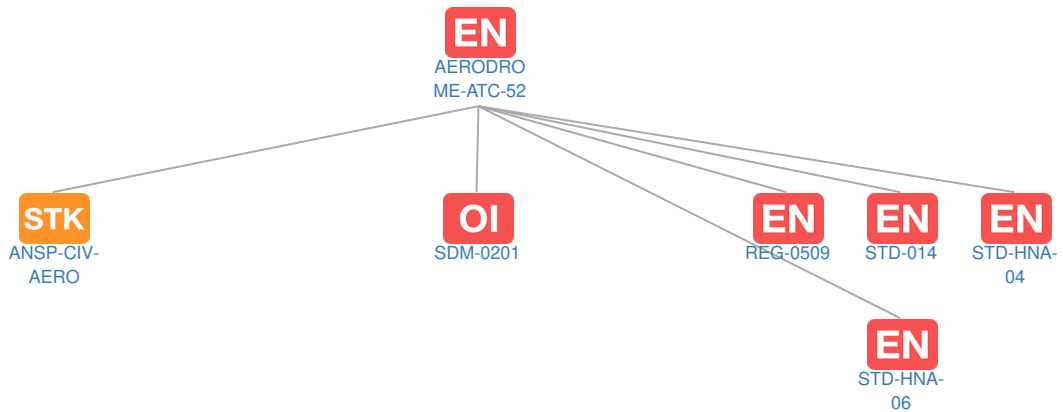 EN
AERODRO
ME-ATC-52
STK
ANSP-CIV-
AERO
OI
SDM-0201
EN
REG-0509
EN
STD-014
EN
STD-HNA-
04
EN
STD-HNA-
06